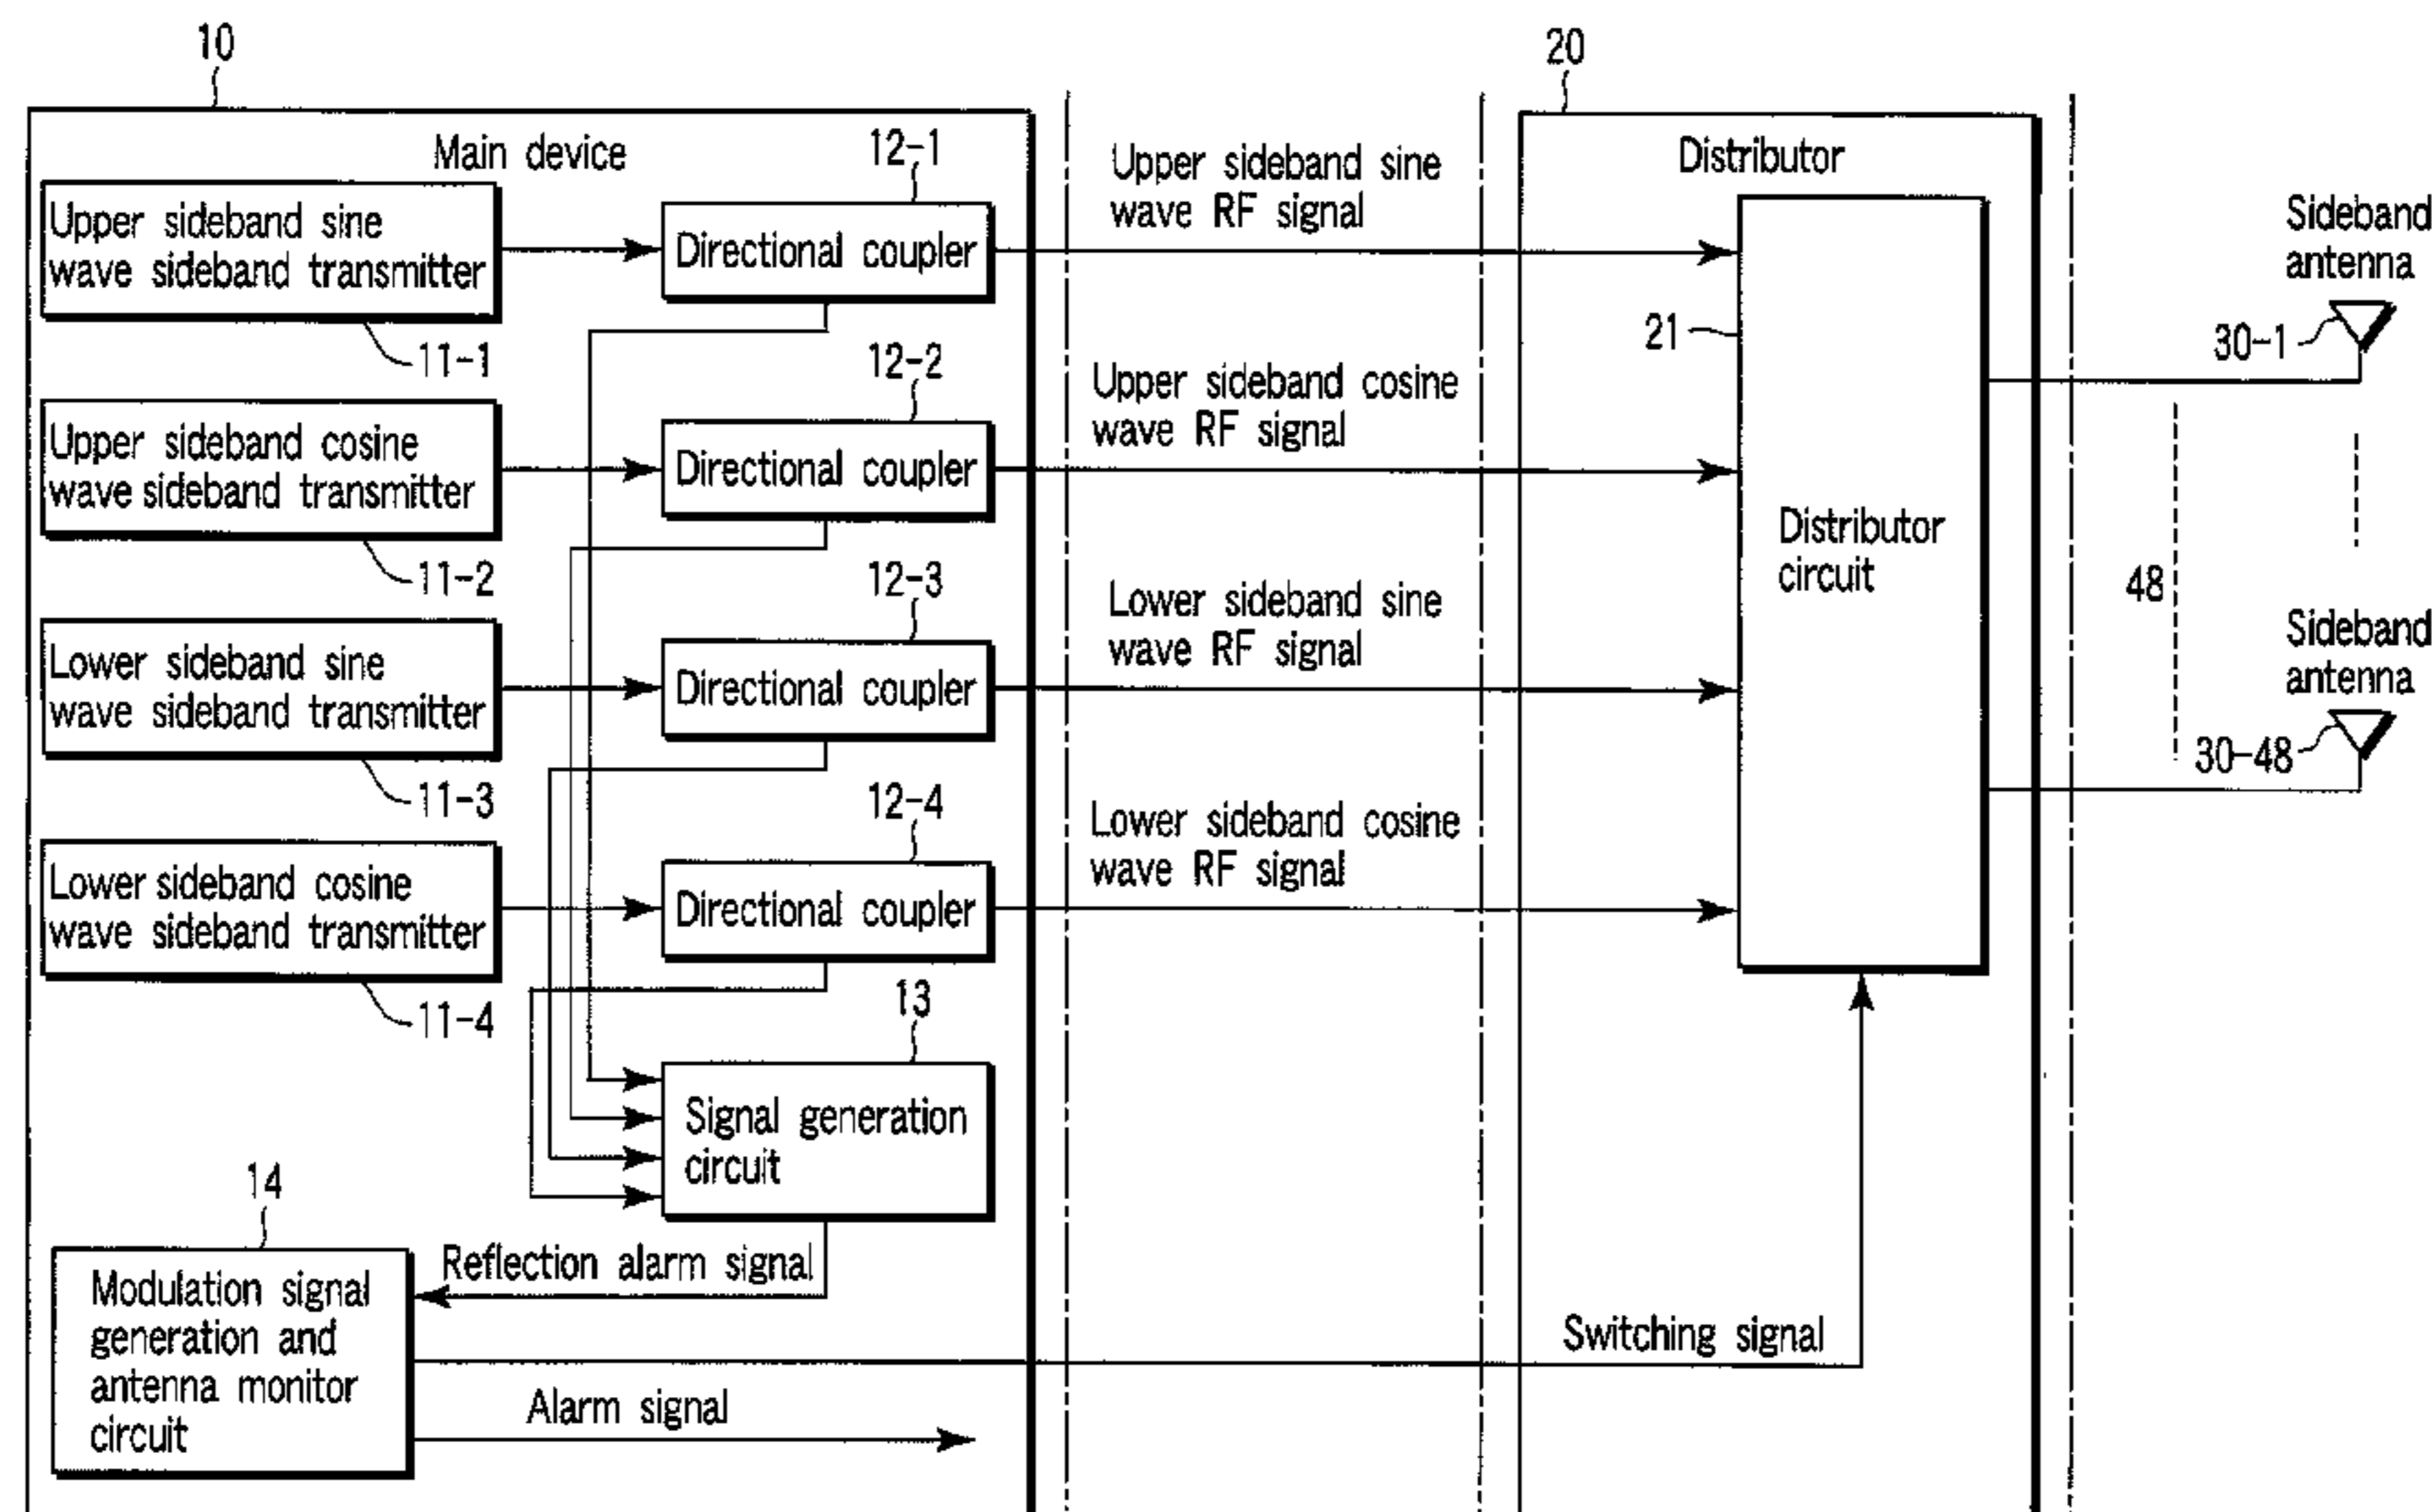 10
Main device
Upper sideband sine
wave sideband transmitter
11-1
12-1
Directional coupler
Upper sideband sine
wave RF signal
Upper sideband cosine
wave sideband transmitter
11-2
12-2
Directional coupler
Upper sideband cosine
wave RF signal
Lower sideband sine
wave sideband transmitter
11-3
12-3
Directional coupler
Lower sideband sine
wave RF signal
Lower sideband cosine
wave sideband transmitter
11-4
12-4
Directional coupler
Lower sideband cosine
wave RF signal
13
Signal generation
circuit
14
Modulation signal
generation and
antenna monitor
circuit
Reflection alarm signal
Alarm signal
Switching signal
20
Distributor
21
Distributor
circuit
Sideband
antenna
30-1
48
Sideband
antenna
30-48